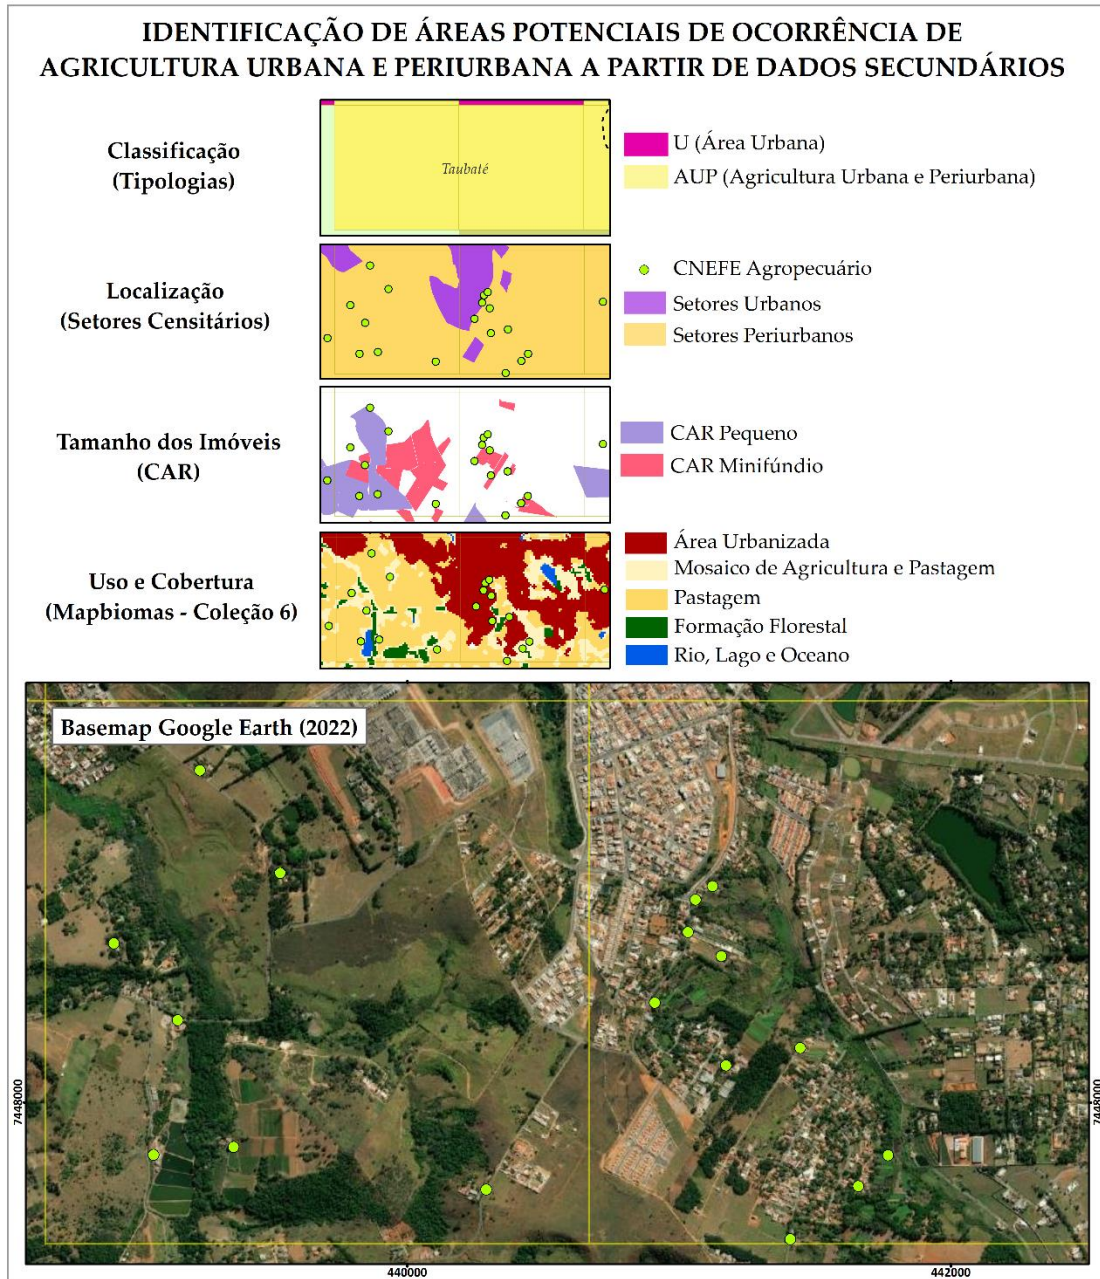 IDENTIFICAÇÃO DE ÁREAS POTENCIAIS DE OCORRÊNCIA DE
AGRICULTURA URBANA E PERIURBANA A PARTIR DE DADOS SECUNDÁRIOS
Classificação
(Tipologias)
Taubaté
U (Área Urbana)
AUP (Agricultura Urbana e Periurbana)
Localização
(Setores Censitários)
CNEFE Agropecuário
Setores Urbanos
Setores Periurbanos
Tamanho dos Imóveis
(CAR)
CAR Pequeno
CAR Minifúndio
Uso e Cobertura
(Mapbiomas - Coleção 6)
Área Urbanizada
Mosaico de Agricultura e Pastagem
Pastagem
Formação Florestal
Rio, Lago e Oceano
Basemap Google Earth (2022)
7448000
7448000
440000
442000